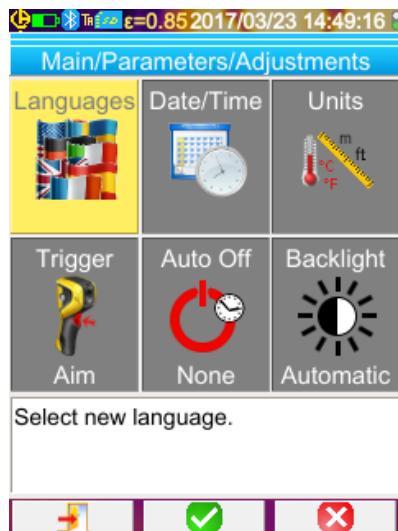 ε=0.85 2017/03/23 14:49:16
Main/Parameters/Adjustments
Languages Date/Time Units
m
ft
°C
°F
Trigger Auto Off Backlight
Aim None Automatic
Select new language.